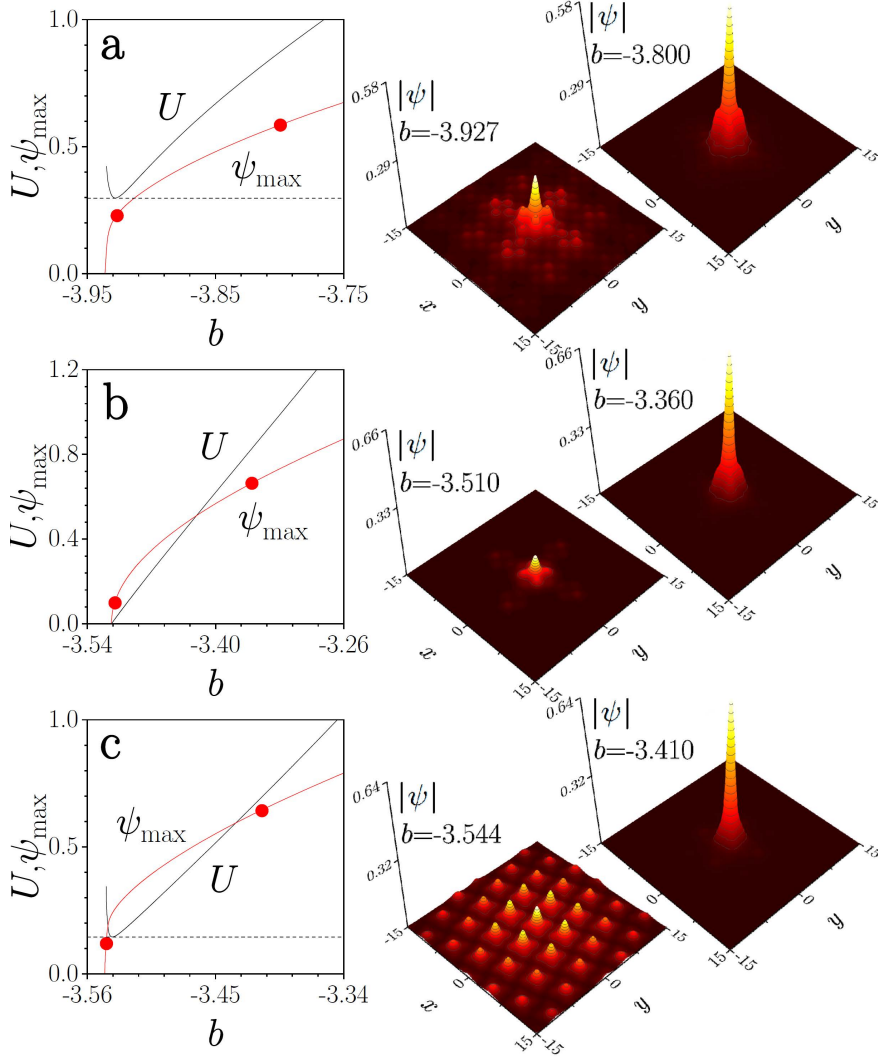 a
U, ψmax
1.0
0.5
0.0
U
ψmax
-3.95
-3.85
-3.75
b
|ψ|
b=-3.927
0.58
0.29
-15
x
0
15
-15
0
y
15
|ψ|
b=-3.800
0.58
0.29
-15
0
15
-15
0
y
15
b
U, ψmax
1.2
0.8
0.4
0.0
U
ψmax
-3.54
-3.40
-3.26
b
|ψ|
b=-3.510
0.66
0.33
-15
x
0
15
-15
0
y
15
|ψ|
b=-3.360
0.66
0.33
-15
0
15
-15
0
y
15
c
U, ψmax
1.0
0.5
0.0
ψmax
U
-3.56
-3.45
-3.34
b
|ψ|
b=-3.544
0.64
0.32
-15
x
0
15
-15
0
y
15
|ψ|
b=-3.410
0.64
0.32
-15
0
15
-15
0
y
15